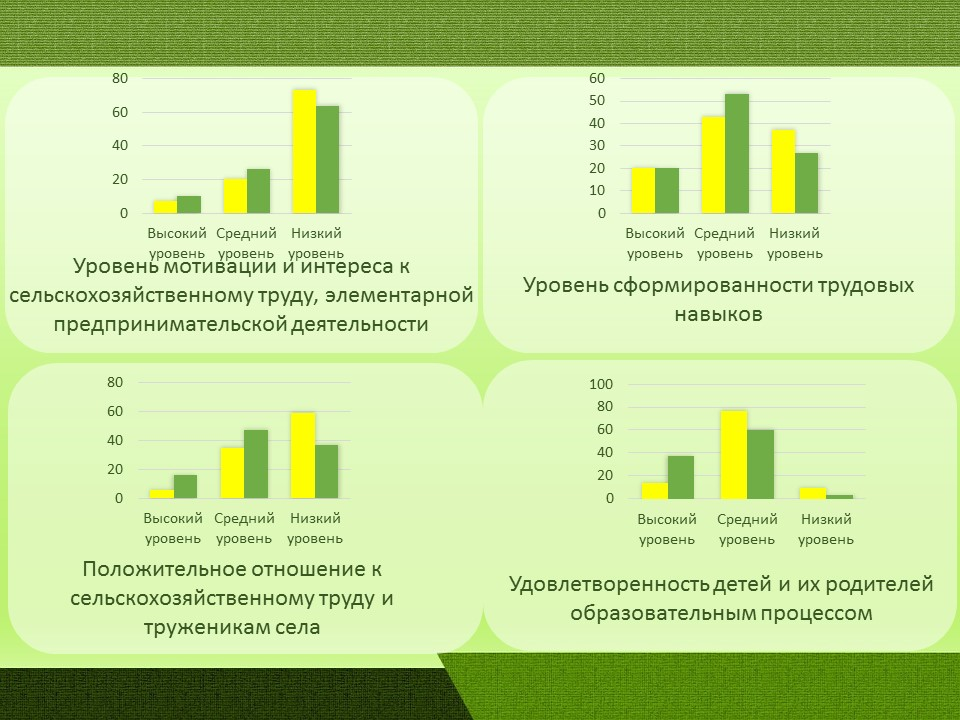 80
60
40
20
0
Высокий уровень
Средний уровень
Низкий уровень
Уровень мотивации и интереса к
сельскохозяйственному труду, элементарной
предпринимательской деятельности
60
50
40
30
20
10
0
Высокий уровень
Средний уровень
Низкий уровень
Уровень сформированности трудовых
навыков
80
60
40
20
0
Высокий уровень
Средний уровень
Низкий уровень
Положительное отношение к
сельскохозяйственному труду и
труженикам села
100
80
60
40
20
0
Высокий уровень
Средний уровень
Низкий уровень
Удовлетворенность детей и их родителей
образовательным процессом